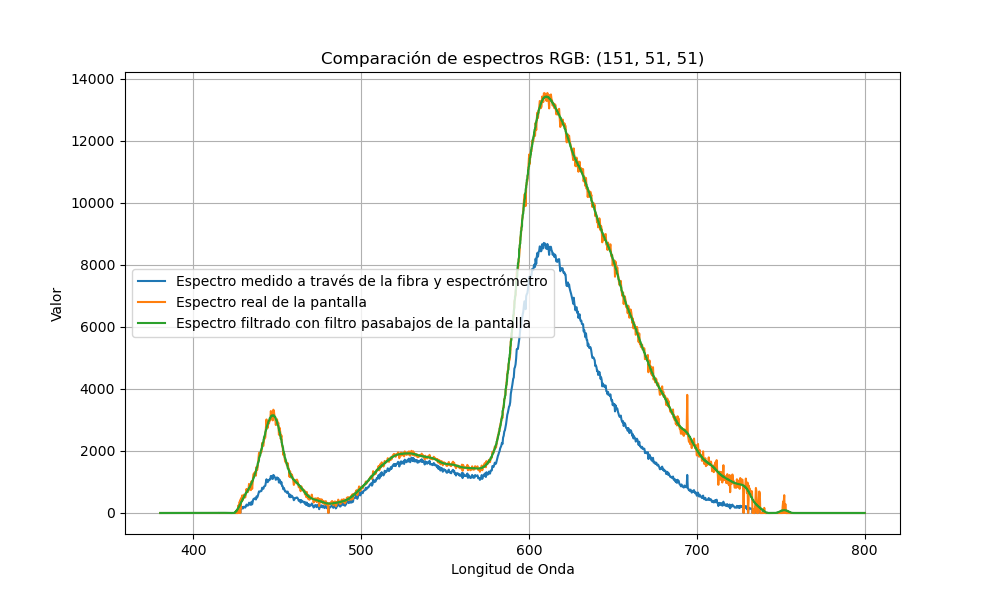 Comparación de espectros RGB: (151, 51, 51)
Valor
14000
12000
10000
8000
6000
4000
2000
0
Espectro medido a través de la fibra y espectrómetro
Espectro real de la pantalla
Espectro filtrado con filtro pasabajos de la pantalla
400
500
600
700
800
Longitud de Onda